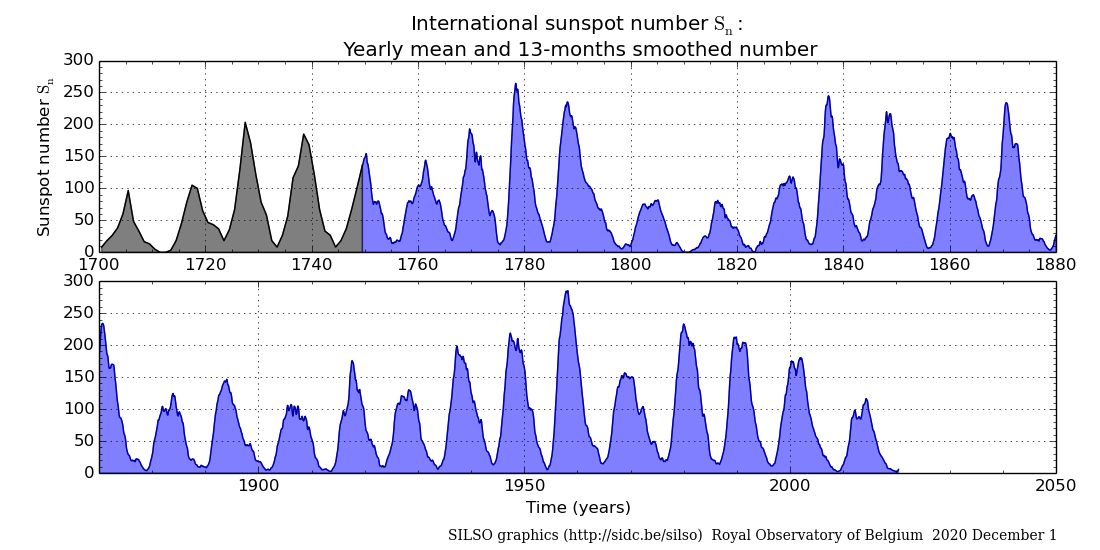 International sunspot number Sn :
Yearly mean and 13-months smoothed number
Sunspot number Sn
300
250
200
150
100
50
0
1700 1720 1740 1760 1780 1800 1820 1840 1860 1880
300
250
200
150
100
50
0
1900 1950 2000 2050
Time (years)
SILSO graphics (http://sidc.be/silso) Royal Observatory of Belgium 2020 December 1